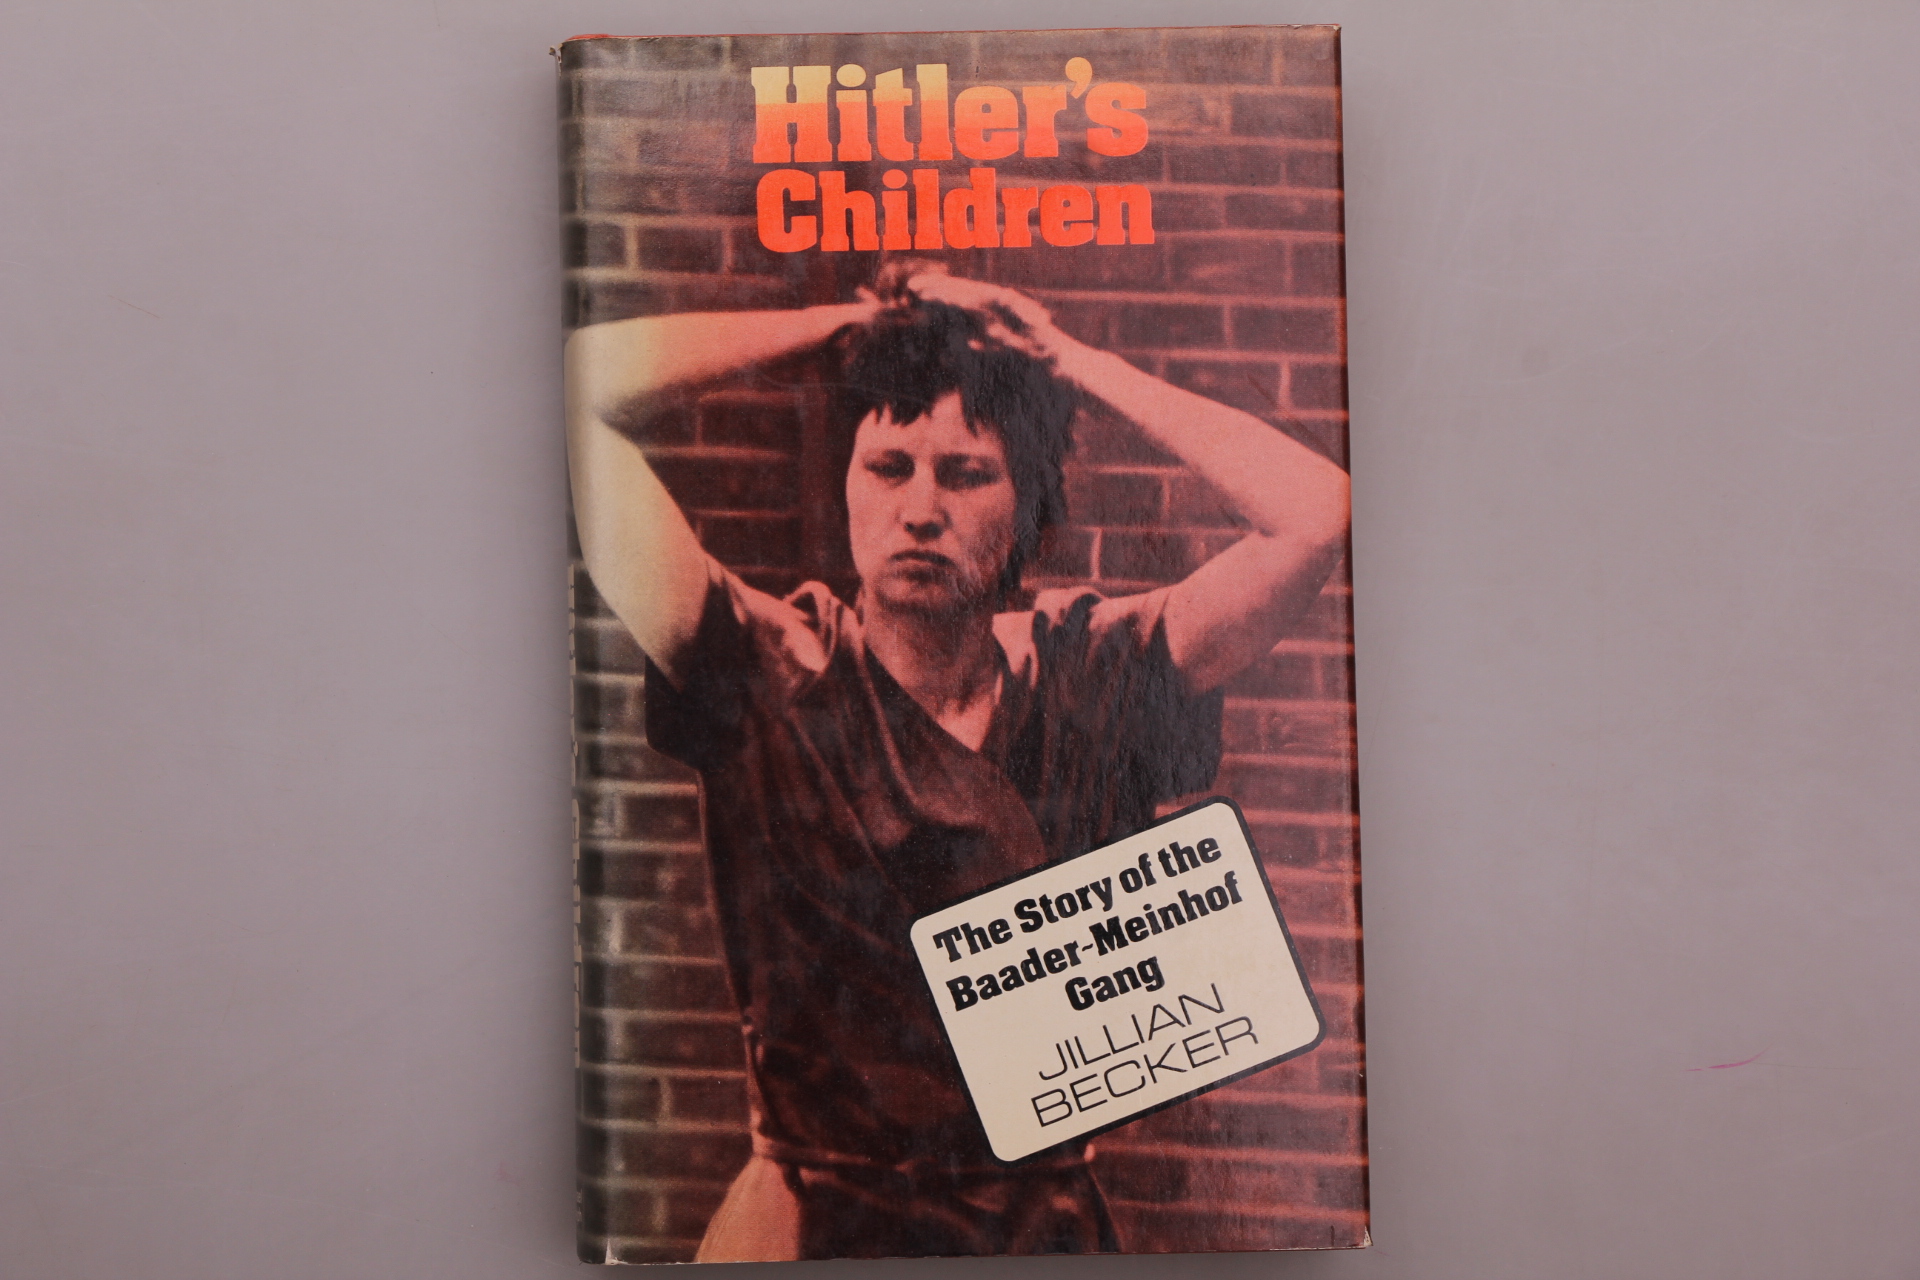 Hitler's
Children
The Story of the
Baader-Meinhof
Gang
JILLIAN
BECKER